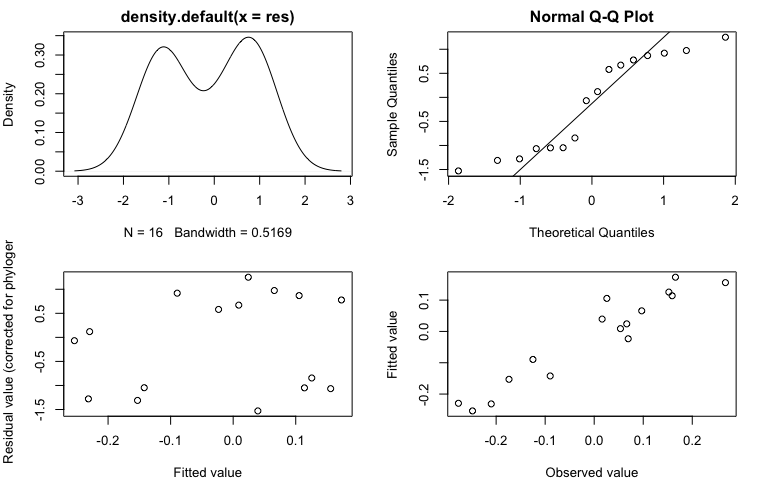 density.default(x = res)
Density
0.00 0.10 0.20 0.30
-3 -2 -1 0 1 2 3
N = 16 Bandwidth = 0.5169
Normal Q-Q Plot
Sample Quantiles
-1.5 -0.5 0.5
-2 -1 0 1 2
Theoretical Quantiles
Residual value (corrected for phyloger
-1.5 -0.5 0.5
-0.2 -0.1 0.0 0.1
Fitted value
Fitted value
-0.2 0.0 0.1
-0.2 -0.1 0.0 0.1 0.2
Observed value